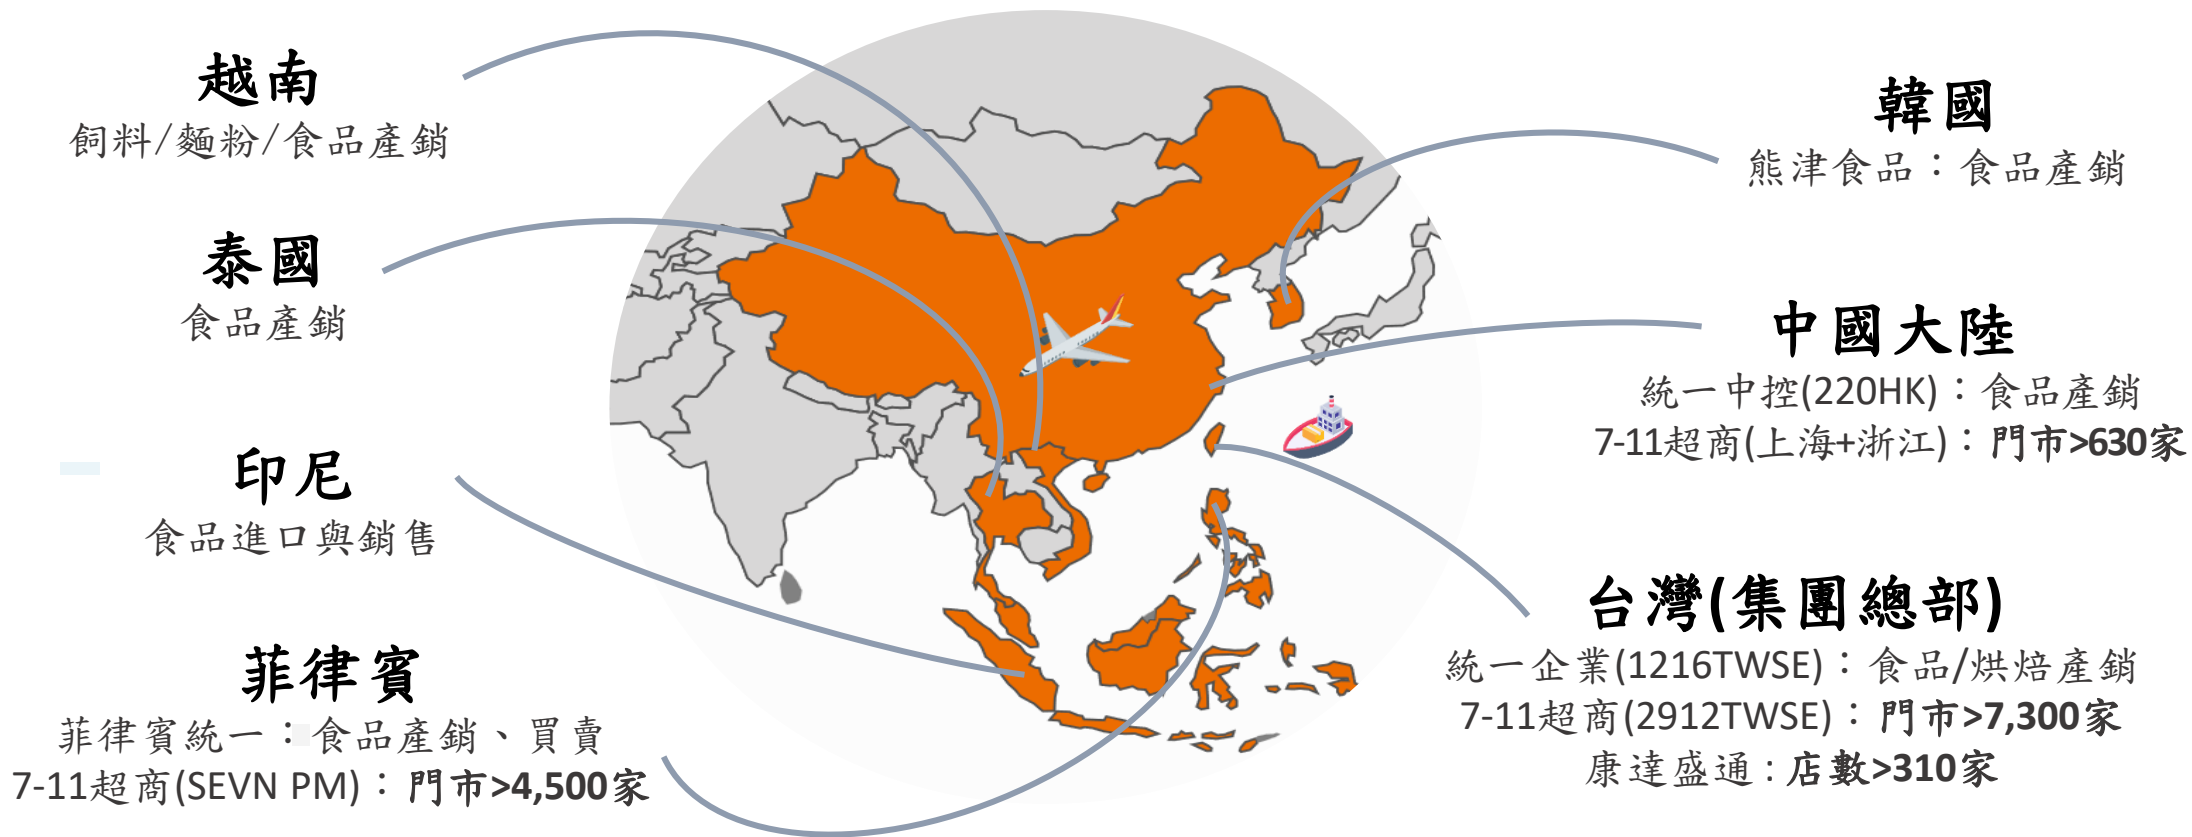 越南
飼料/麵粉/食品產銷
泰國
食品產銷
印尼
食品進口與銷售
菲律賓
菲律賓統一：食品產銷、買賣
7-11超商(SEVN PM)：門市>4,500家
韓國
熊津食品：食品產銷
中國大陸
統一中控(220HK)：食品產銷
7-11超商(上海+浙江)：門市>630家
台灣(集團總部)
統一企業(1216TWSE)：食品/烘焙產銷
7-11超商(2912TWSE)：門市>7,300家
康達盛通:店數>310家